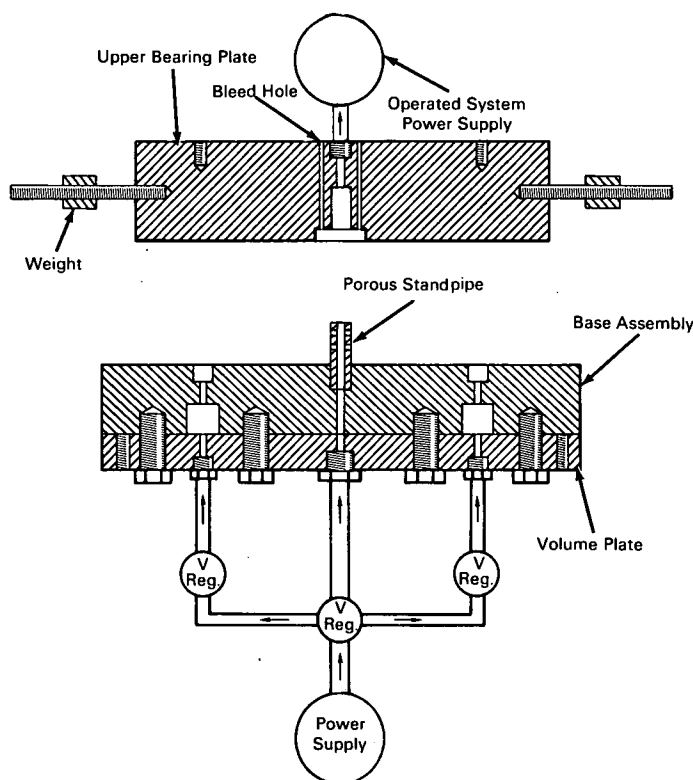 Upper Bearing Plate
Bleed Hole
Operated System
Power Supply
Weight
Porous Standpipe
Base Assembly
Volume Plate
V
Reg.
V
Reg.
V
Reg.
Power
Supply